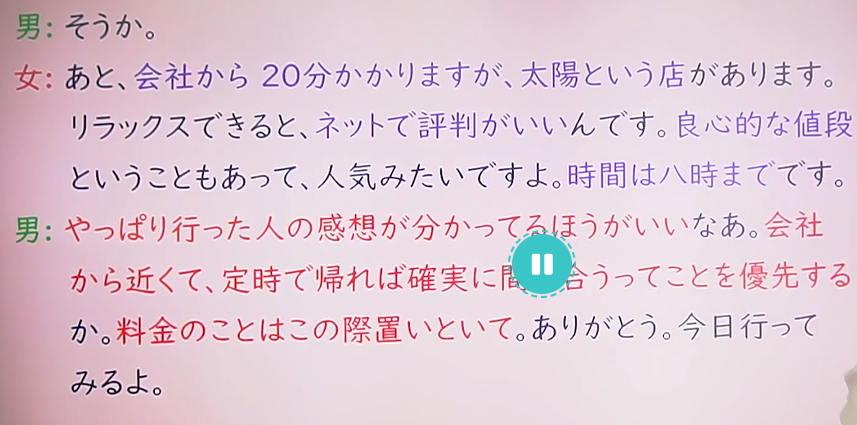 男: そうか。
女: あと、会社から 20分かかりますが、太陽という店があります。
リラックスできると、ネットで評判がいいんです。良心的な値段
ということもあって、人気みたいですよ。時間は八時までです。
男: やっぱり行った人の感想が分かってるほうがいいなあ。会社
から近くて、定時で帰れば確実に間合うってことを優先する
か。料金のことはこの際置いといて。ありがとう。今日行って
みるよ。